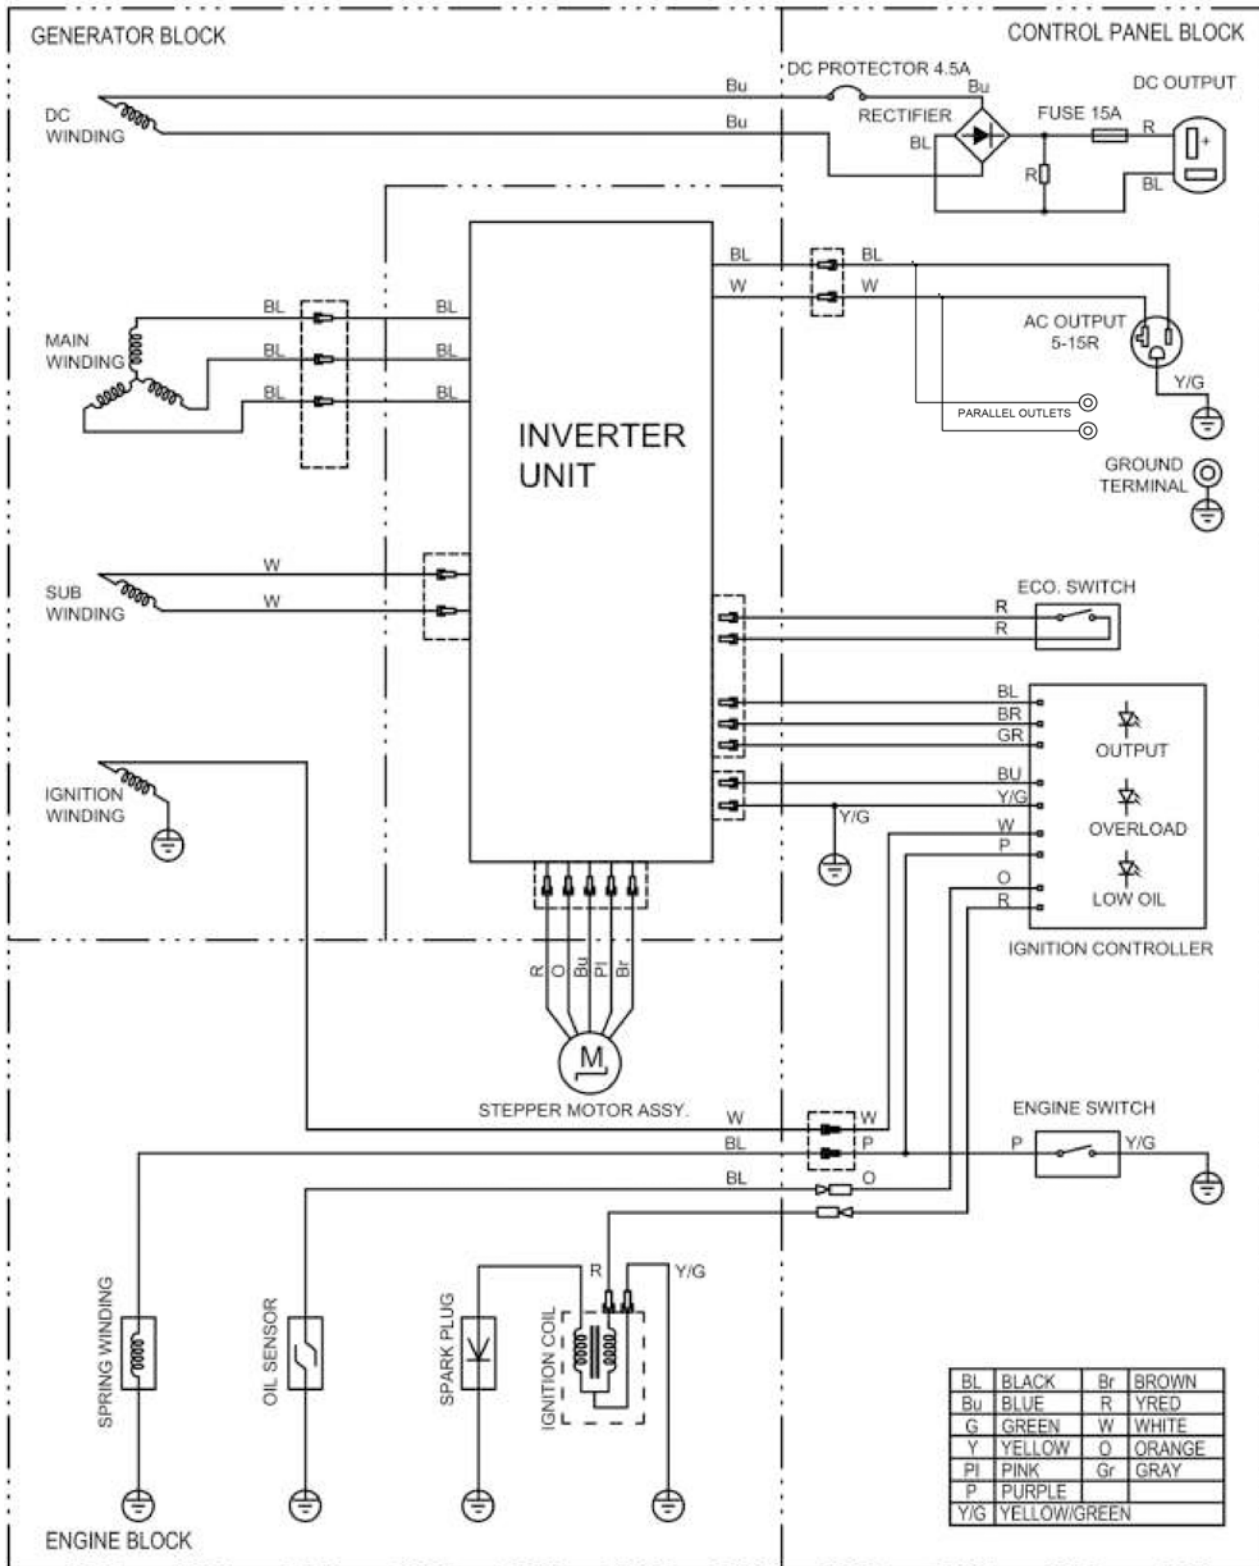 GENERATOR BLOCK
CONTROL PANEL BLOCK
DC PROTECTOR 4.5A
DC OUTPUT
Bu
Bu
RECTIFIER
FUSE 15A
DC
WINDING
Bu
BL
R
+
R
BL
BL
BL
W
W
BL
BL
AC OUTPUT
5-15R
MAIN
WINDING
BL
BL
Y/G
BL
BL
PARALLEL OUTLETS
INVERTER
UNIT
GROUND
TERMINAL
W
SUB
WINDING
W
ECO. SWITCH
R
R
BL
BR
GR
OUTPUT
BU
IGNITION
WINDING
Y/G
Y/G
OVERLOAD
W
P
O
R
LOW OIL
IGNITION CONTROLLER
R
O
Bu
PI
Br
M
STEPPER MOTOR ASSY.
ENGINE SWITCH
W
W
BL
P
P
Y/G
BL
O
R
Y/G
SPRING WINDING
OIL SENSOR
SPARK PLUG
IGNITION COIL
BL BLACK Br BROWN
Bu BLUE R YRED
G GREEN W WHITE
Y YELLOW O ORANGE
PI PINK Gr GRAY
P PURPLE
Y/G YELLOW/GREEN
ENGINE BLOCK